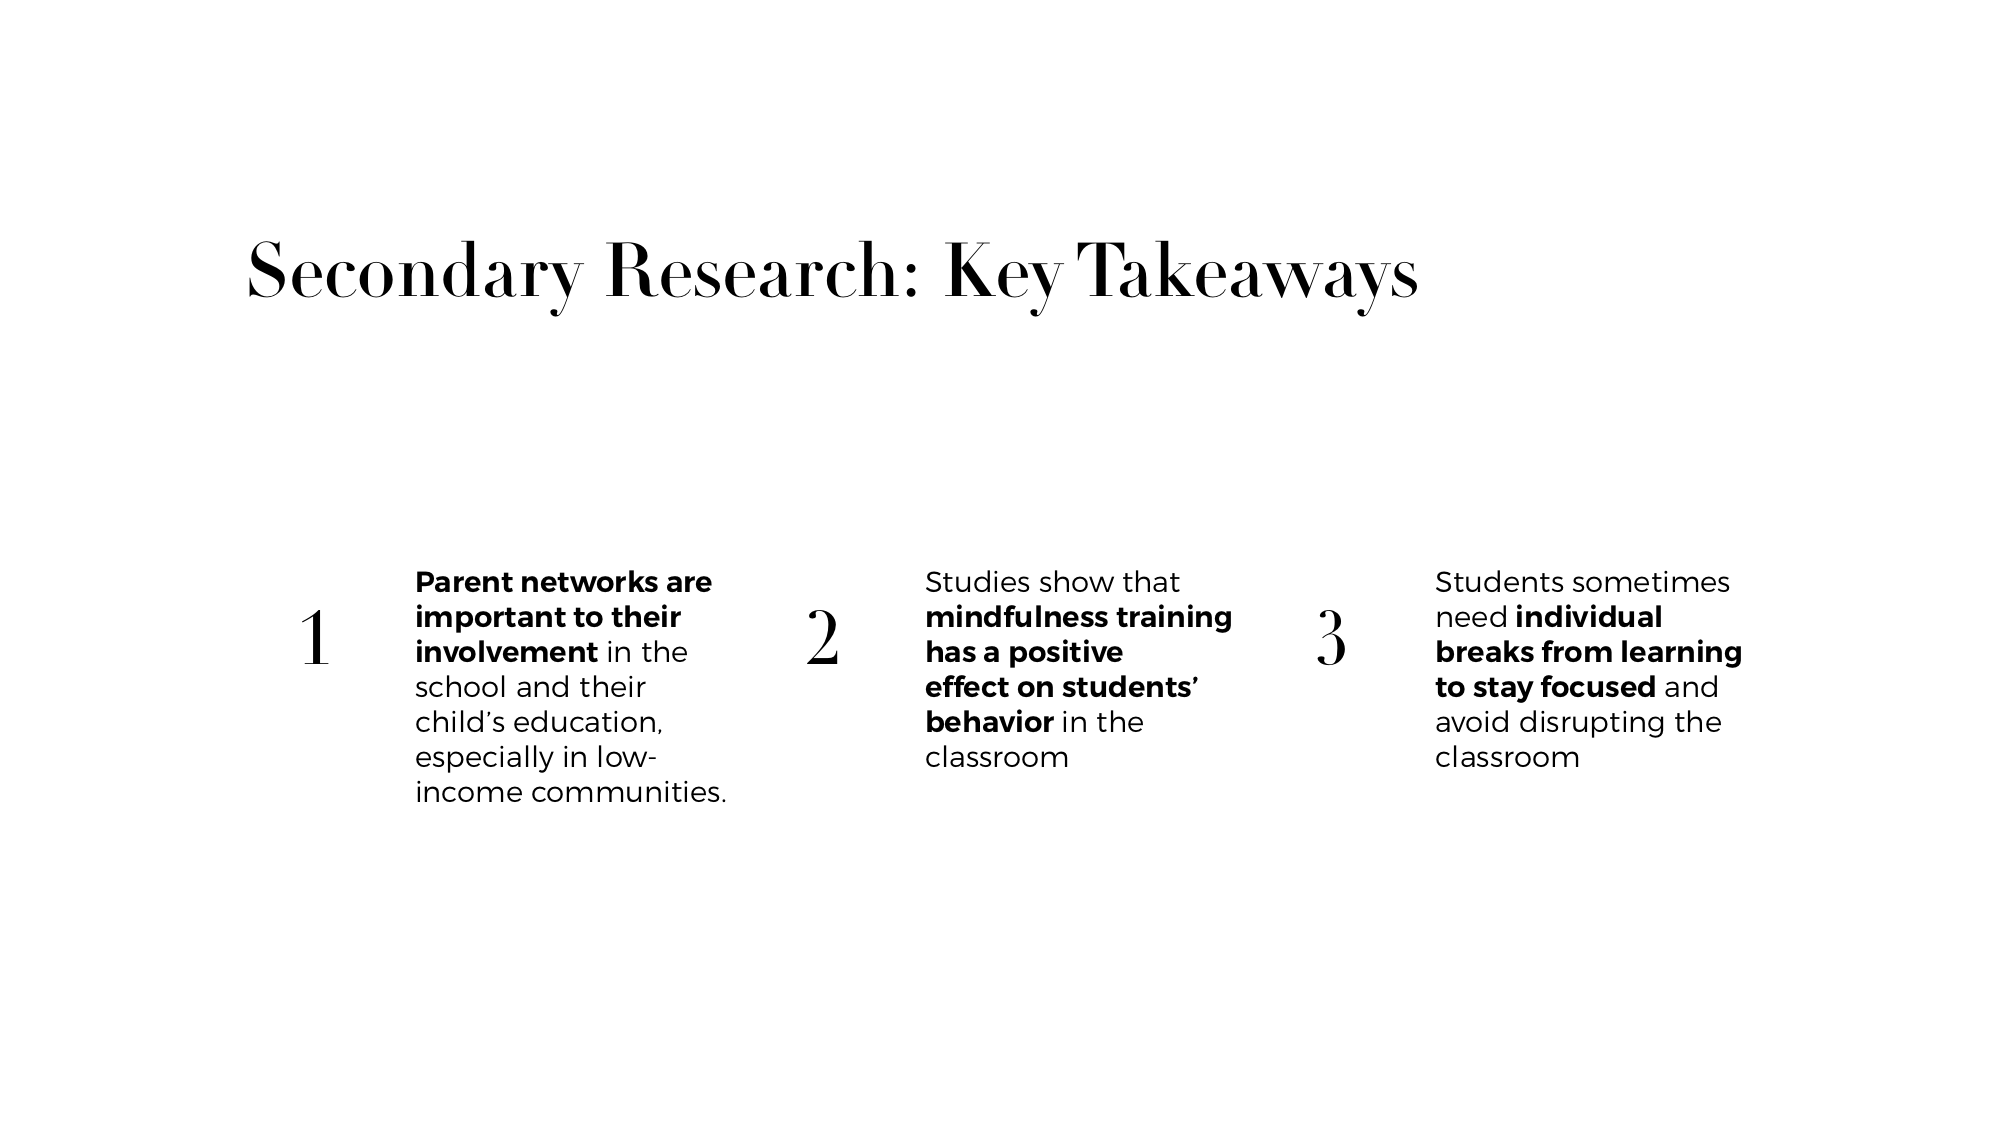 Secondary Research: Key Takeaways
1
Parent networks are
important to their
involvement in the
school and their
child’s education,
especially in low-
income communities.
2
Studies show that
mindfulness training
has a positive
effect on students’
behavior in the
classroom
3
Students sometimes
need individual
breaks from learning
to stay focused and
avoid disrupting the
classroom